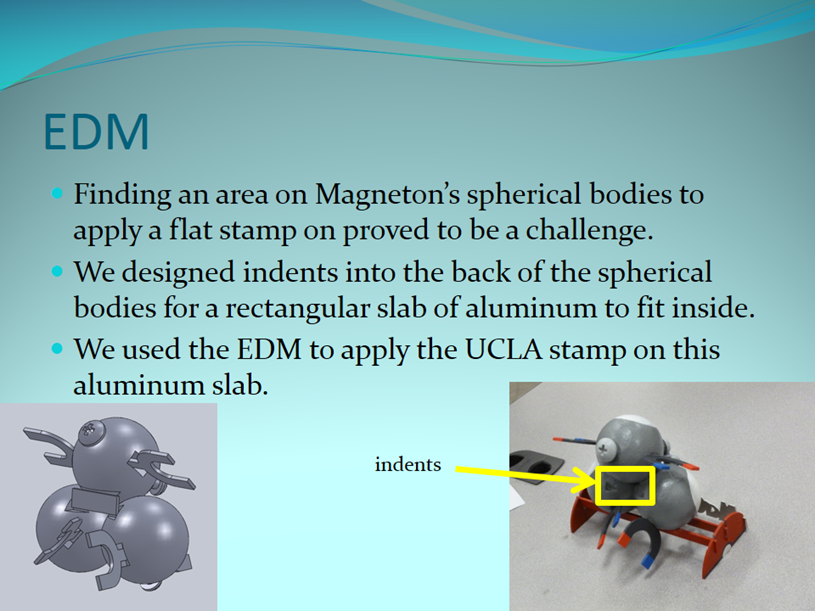 EDM
Finding an area on Magneton’s spherical bodies to
apply a flat stamp on proved to be a challenge.
We designed indents into the back of the spherical
bodies for a rectangular slab of aluminum to fit inside.
We used the EDM to apply the UCLA stamp on this
aluminum slab.
indents